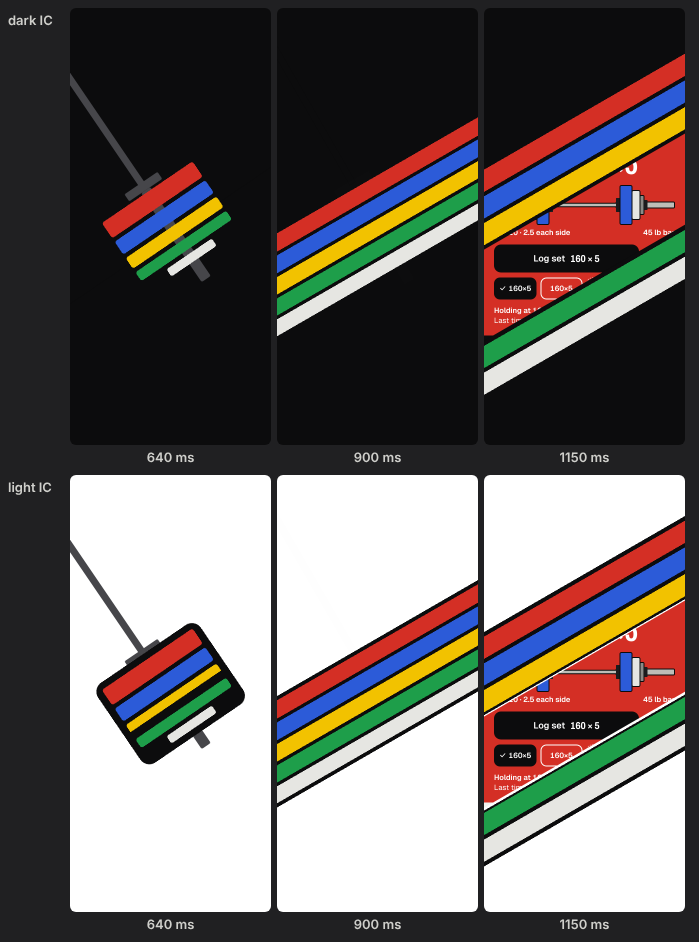 dark IC
· 2.5 each side
45 lb ba
Log set 160 × 5
✓ 160×5
160×5
Holding at
Last
640 ms
900 ms
1150 ms
light IC
· 2.5 each side
45 lb ba
Log set 160 × 5
✓ 160×5
160×5
Holding at
Last
640 ms
900 ms
1150 ms